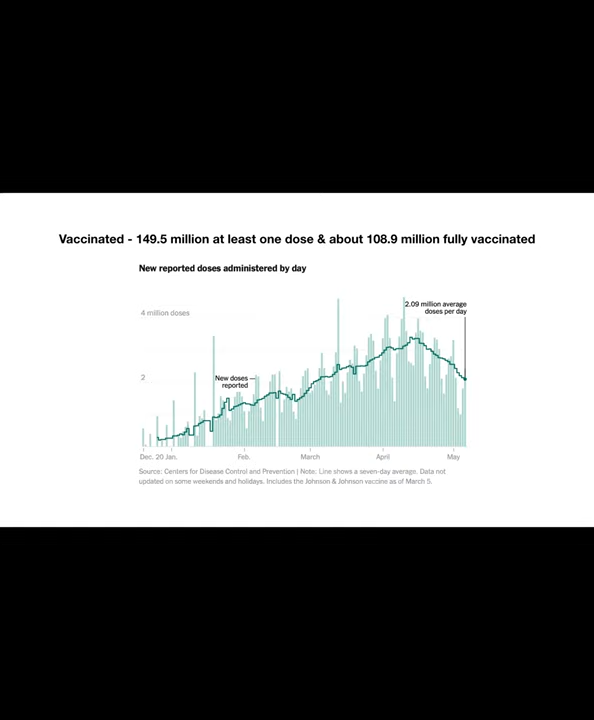 Vaccinated - 149.5 million at least one dose & about 108.9 million fully vaccinated
New reported doses administered by day
2.09 million average
doses per day
4 million doses
New doses
reported
2
Dec. 20 Jan. Feb. March April May
Source: Centers for Disease Control and Prevention | Note: Line shows a seven-day average. Data not
updated on some weekends and holidays. Includes the Johnson & Johnson vaccine as of March 5.